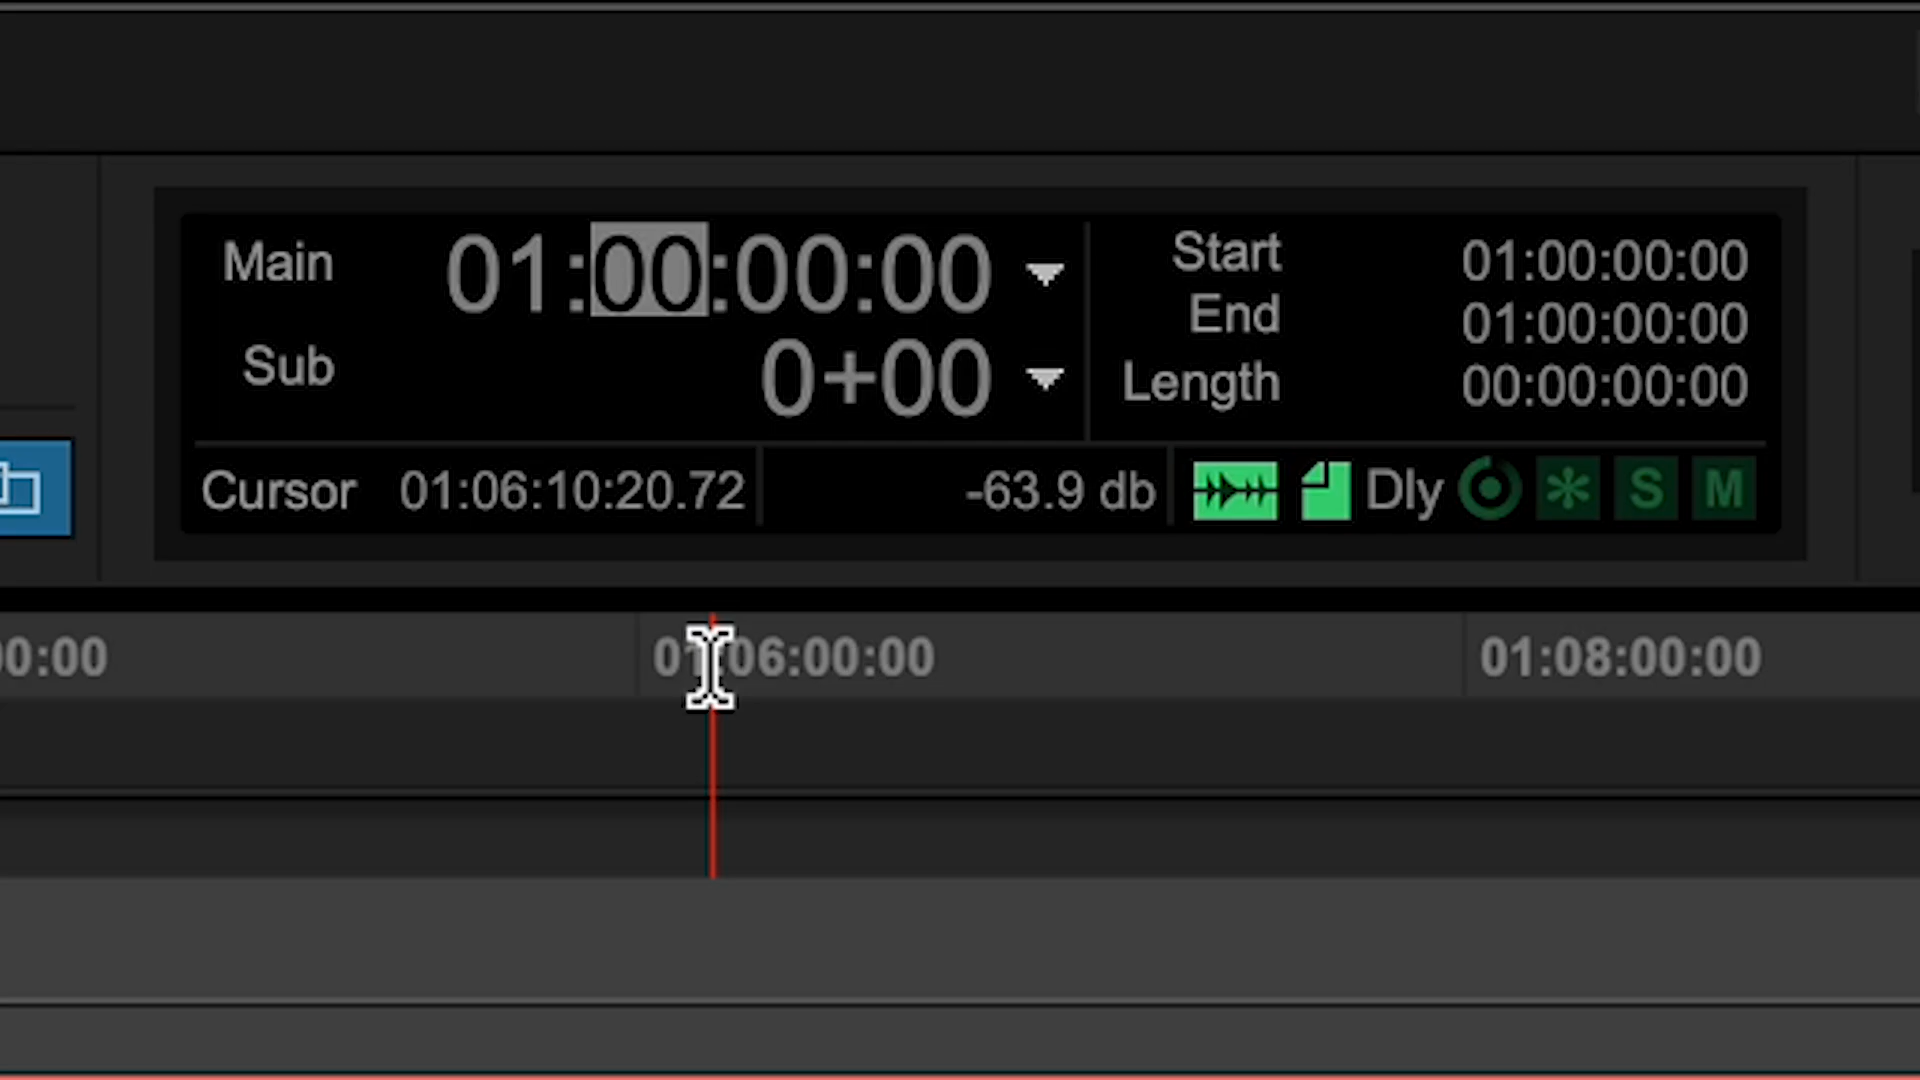 Main 01:00:00:00
Sub 0+00
Start 01:00:00:00
End 01:00:00:00
Length 00:00:00:00
Cursor 01:06:10:20.72 -63.9 db Dly S M
00:00 01:06:00:00 01:08:00:00